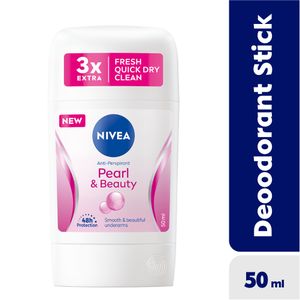 3x
EXTRA
FRESH
QUICK DRY
CLEAN
NEW
NIVEA
Anti-Perspirant
Pearl
& Beauty
48h
Protection
Smooth & beautiful
underarms
50 ml
Deoodorant Stick
50 ml